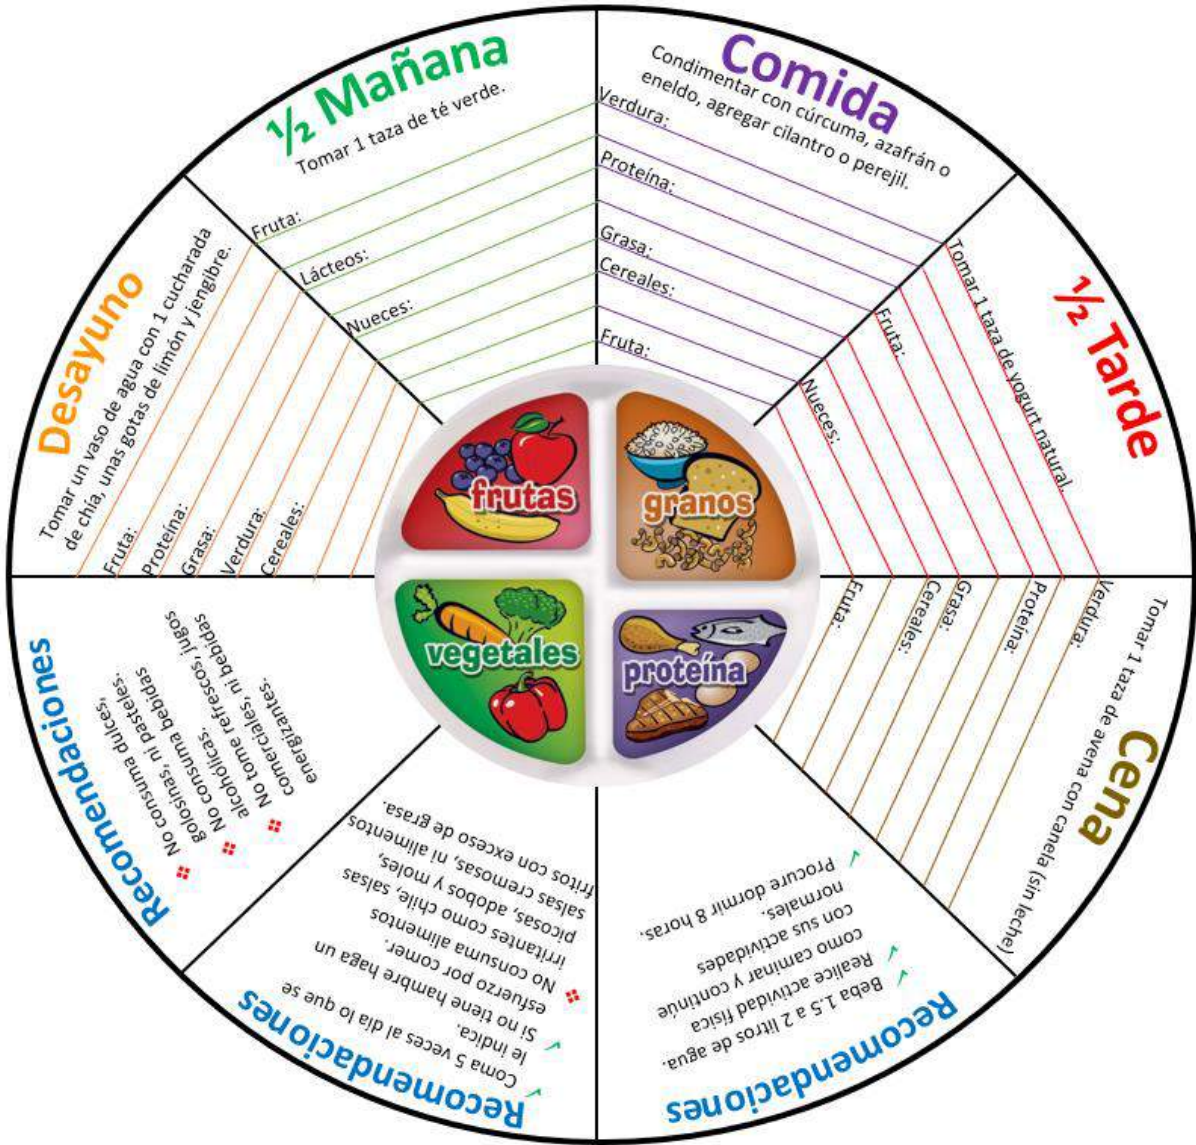 Desayuno
Tomar un vaso de agua con 1 cucharada
de chía, unas gotas de limón y jengibre.
Fruta:
Proteína:
Grasa:
Verdura:
Cereales:
½ Mañana
Tomar 1 taza de té verde.
Fruta:
Lácteos:
Nueces:
Comida
Condimentar con cúrcuma, azafrán o
eneldo, agregar cilantro o perejil.
Verdura:
Proteína:
Grasa:
Cereales:
Fruta:
½ Tarde
Tomar 1 taza de yogurt natural.
Fruta:
Nueces:
Cena
Tomar 1 taza de avena con canela (sin leche)
Verdura:
Proteína:
Grasa:
Cereales:
Fruta:
Recomendaciones
Beba 1.5 a 2 litros de agua.
Realice actividad física
como caminar y continúe
con sus actividades
normales.
Procure dormir 8 horas.
Recomendaciones
Coma 5 veces al día lo que se
le indica.
Si no tiene hambre haga un
esfuerzo por comer.
No consuma alimentos
irritantes como chile, salsas
picosas, adobos y moles,
salsas cremosas, ni alimentos
fritos con exceso de grasa.
Recomendaciones
No consuma dulces,
golosinas, ni pasteles.
No consuma bebidas
alcohólicas.
No tome refrescos, jugos
comerciales, ni bebidas
energizantes.
frutas
granos
vegetales
proteína